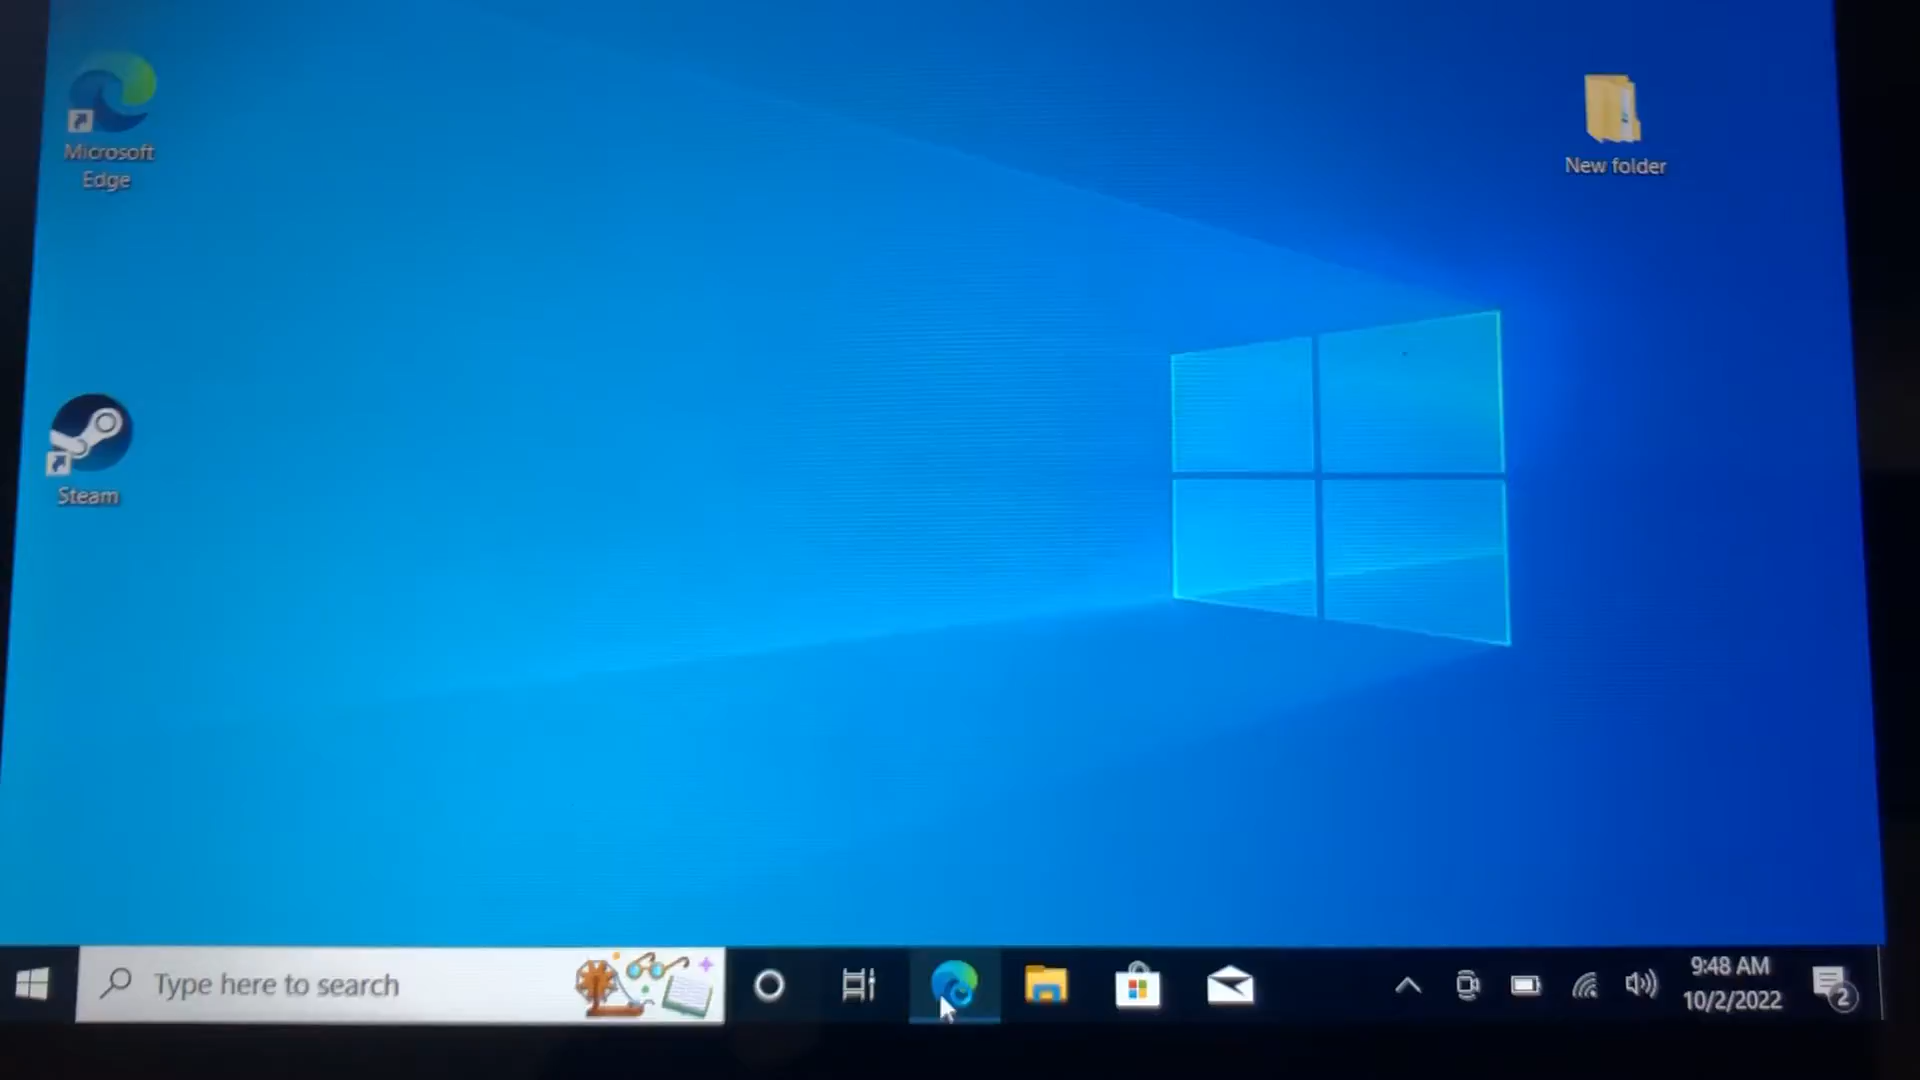 Microsoft
Edge
New folder
Steam
Type here to search
9:48 AM
10/2/2022
2